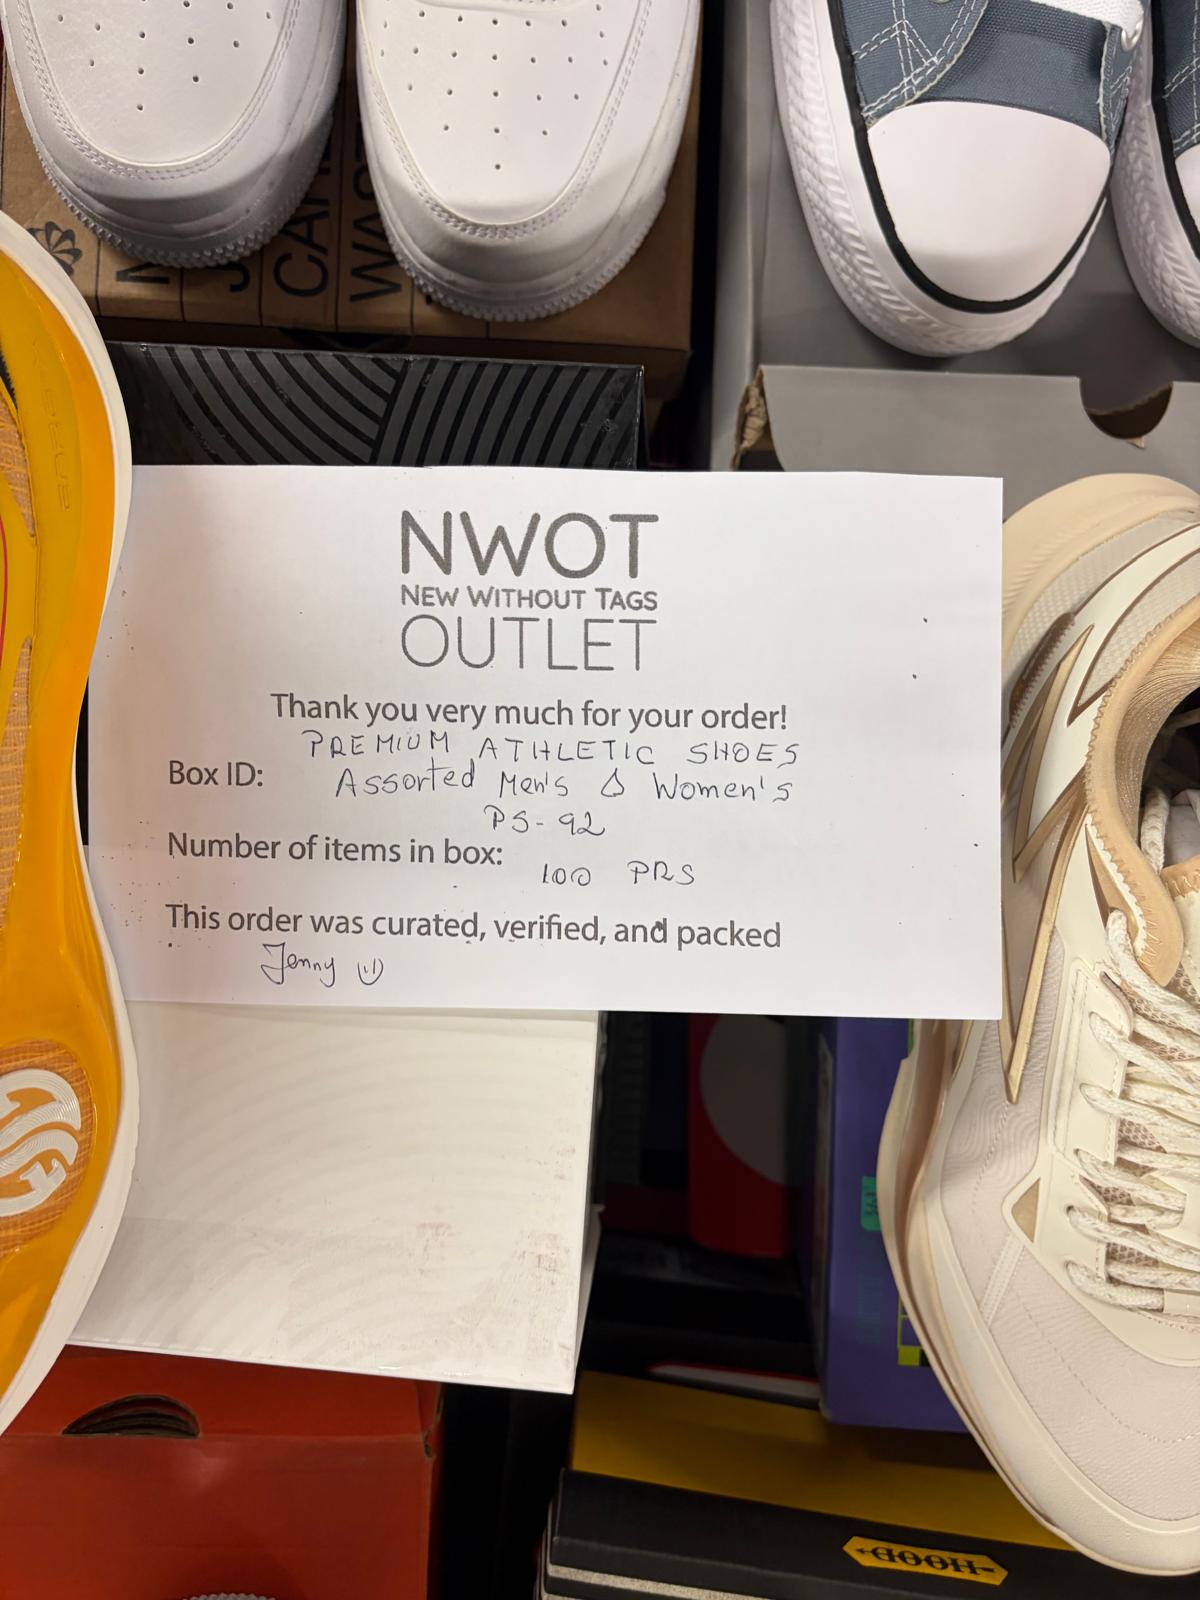 NWOT
NEW WITHOUT TAGS
OUTLET
Thank you very much for your order!
PREMIUM ATHLETIC SHOES
Box ID: Assorted Men's & Women's
PS-92
Number of items in box: 100 PRS
This order was curated, verified, and packed
Jenny
HOOD
361